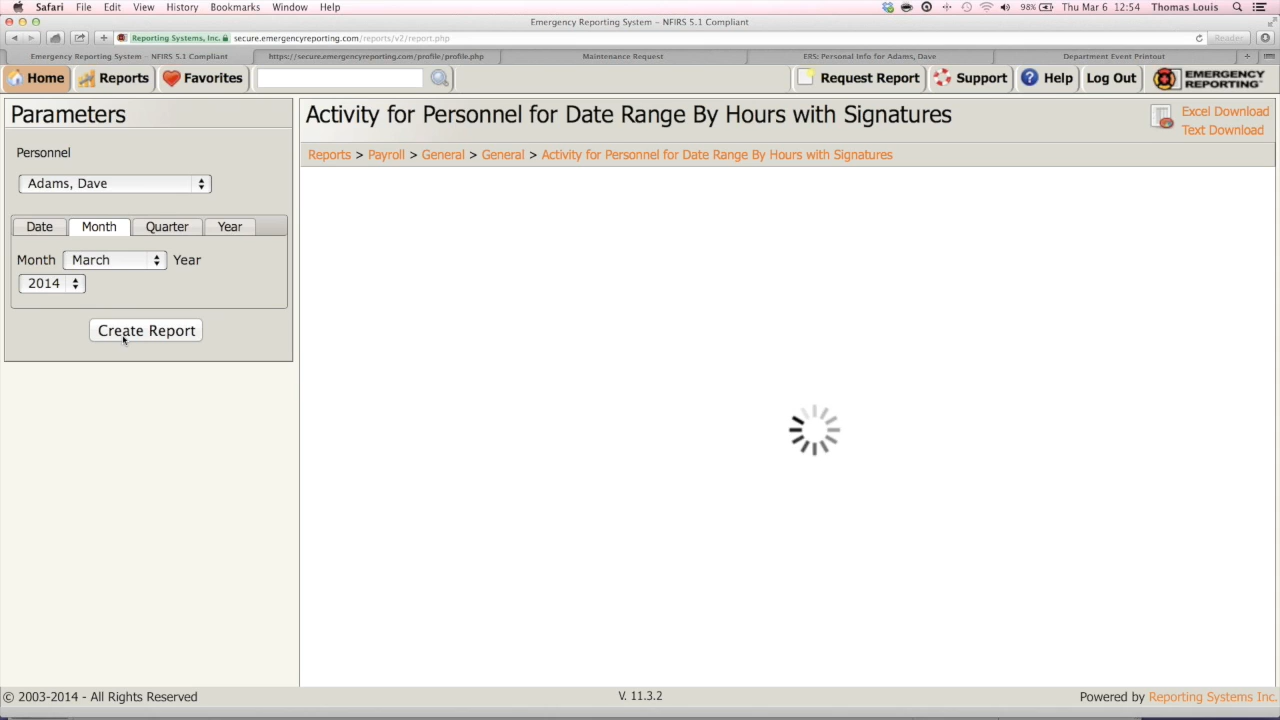 Safari File Edit View History Bookmarks Window Help 98% Thu Mar 6 12:54 Thomas Louis
Emergency Reporting System – NFIRS 5.1 Compliant
Reporting Systems, Inc. secure.emergencyreporting.com/reports/v2/report.php Reader
Emergency Reporting System – NFIRS 5.1 Compliant https://secure.emergencyreporting.com/profile/profile.php Maintenance Request ERS: Personal Info for Adams, Dave Department Event Printout
Home Reports Favorites Request Report Support Help Log Out EMERGENCY REPORTING
Parameters
Personnel
Adams, Dave
Date Month Quarter Year
Month March Year
2014
Create Report
Activity for Personnel for Date Range By Hours with Signatures
Excel Download
Text Download
Reports > Payroll > General > General > Activity for Personnel for Date Range By Hours with Signatures
© 2003-2014 - All Rights Reserved V. 11.3.2 Powered by Reporting Systems Inc.